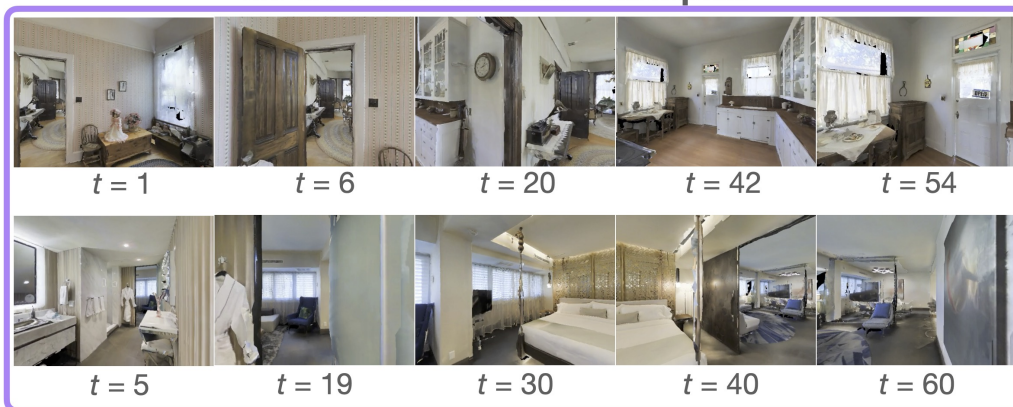 t = 1 t = 6 t = 20 t = 42 t = 54
t = 5 t = 19 t = 30 t = 40 t = 60